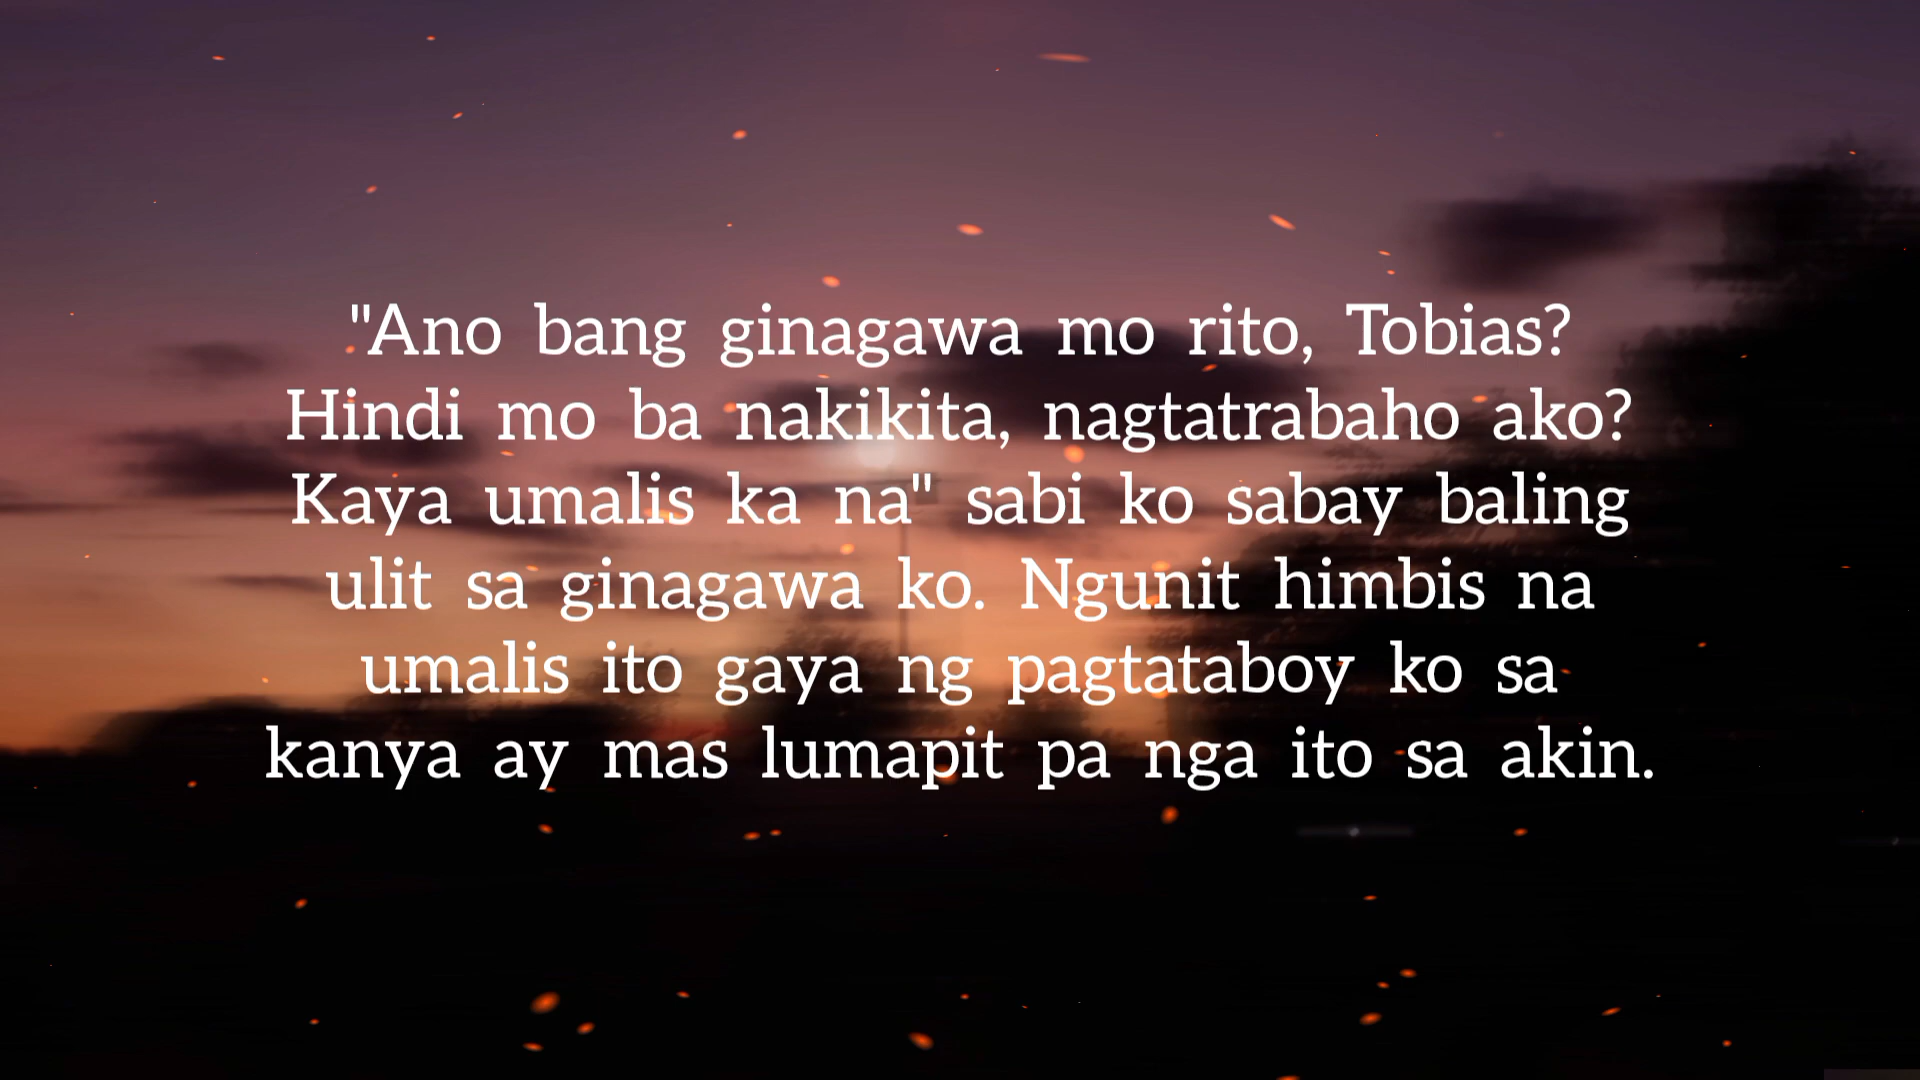 "Ano bang ginagawa mo rito, Tobias?
Hindi mo ba nakikita, nagtatrabaho ako?
Kaya umalis ka na" sabi ko sabay baling
ulit sa ginagawa ko. Ngunit himbis na
umalis ito gaya ng pagtataboy ko sa
kanya ay mas lumapit pa nga ito sa akin.